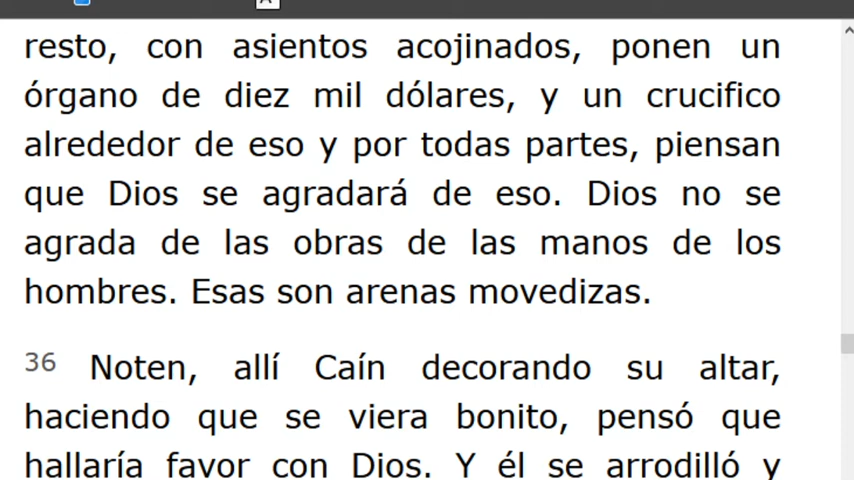 resto, con asientos acojinados, ponen un
órgano de diez mil dólares, y un crucifico
alrededor de eso y por todas partes, piensan
que Dios se agradará de eso. Dios no se
agrada de las obras de las manos de los
hombres. Esas son arenas movedizas.
36 Noten, allí Caín decorando su altar,
haciendo que se viera bonito, pensó que
hallaría favor con Dios. Y él se arrodilló y